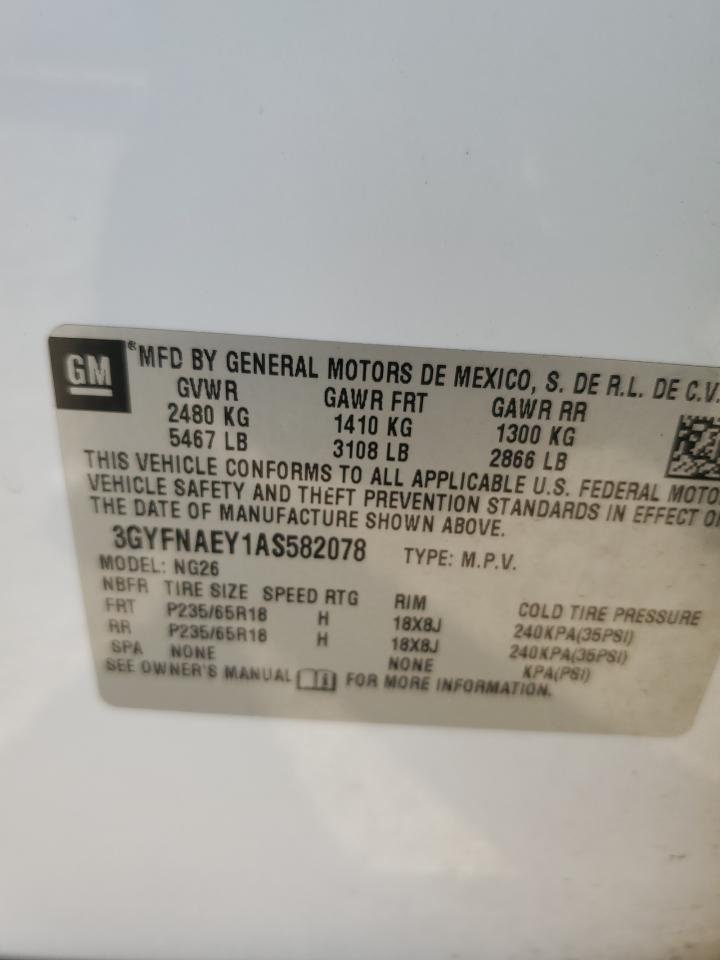 GM ®MFD BY GENERAL MOTORS DE MEXICO, S. DE R.L. DE C.V.
GVWR GAWR FRT GAWR RR
2480 KG 1410 KG 1300 KG
5467 LB 3108 LB 2866 LB
THIS VEHICLE CONFORMS TO ALL APPLICABLE U.S. FEDERAL MOTO
VEHICLE SAFETY AND THEFT PREVENTION STANDARDS IN EFFECT O
THE DATE OF MANUFACTURE SHOWN ABOVE.
3GYFNAEY1AS582078 TYPE: M.P.V.
MODEL: NG26
NBFR TIRE SIZE SPEED RTG RIM COLD TIRE PRESSURE
FRT P235/65R18 H 18X8J 240KPA(35PSI)
RR P235/65R18 H 18X8J 240KPA(35PSI)
SPA NONE NONE KPA(PSI)
SEE OWNER'S MANUAL FOR MORE INFORMATION.